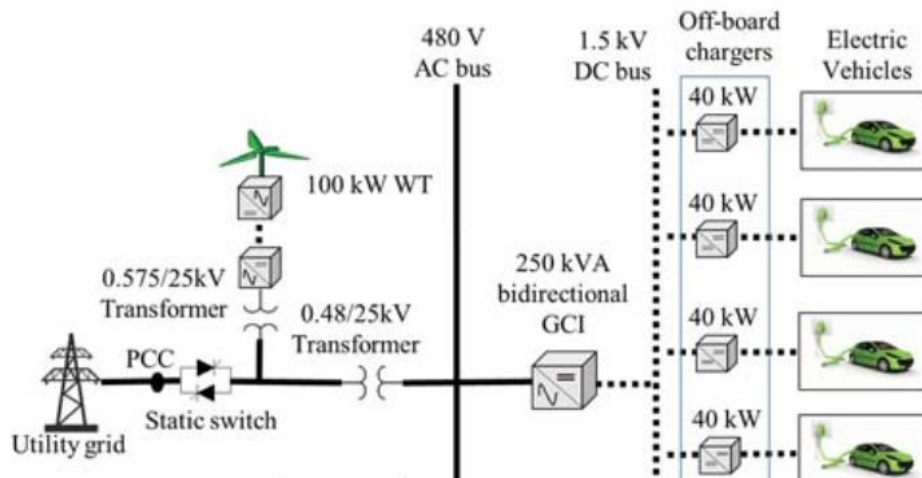 480 V
AC bus
1.5 kV
DC bus
Off-board
chargers
Electric
Vehicles
40 kW
100 kW WT
40 kW
0.575/25kV
Transformer
0.48/25kV
Transformer
250 kVA
bidirectional
GCI
40 kW
PCC
Static switch
Utility grid
40 kW